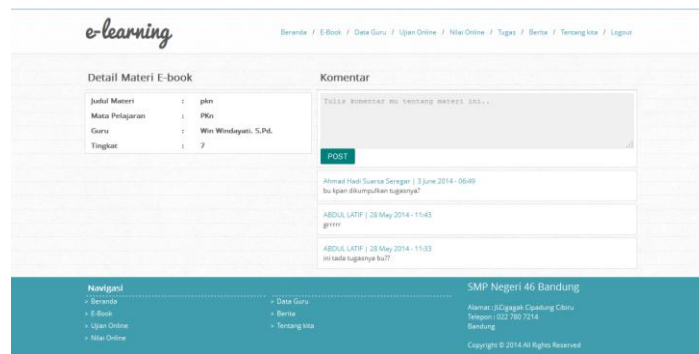 e-learning
Beranda / E-Book / Data Guru / Ujian Online / Nilai Online / Tugas / Berita / Tentang kita / Logout
Detail Materi E-book
Judul Materi : pkn
Mata Pelajaran : PKn
Guru : Win Windayati. S.Pd.
Tingkat : 7
Komentar
Tulis komentar mu tentang materi ini..
POST
Ahmad Hadi Suarsa Seregar | 3 June 2014 - 06:49
bu kpan dikumpulkan tugasnya?
ABDUL LATIF | 28 May 2014 - 11:43
grrrrr
ABDUL LATIF | 28 May 2014 - 11:33
ini tada tugasnya bu??
Navigasi
> Beranda
> E-Book
> Ujian Online
> Nilai Online
> Data Guru
> Berita
> Tentang kita
SMP Negeri 46 Bandung
Alamat : Jl.Cigagak Cipadung Cibiru
Telepon : 022 780 7214
Bandung
Copyright © 2014 All Rights Reserved